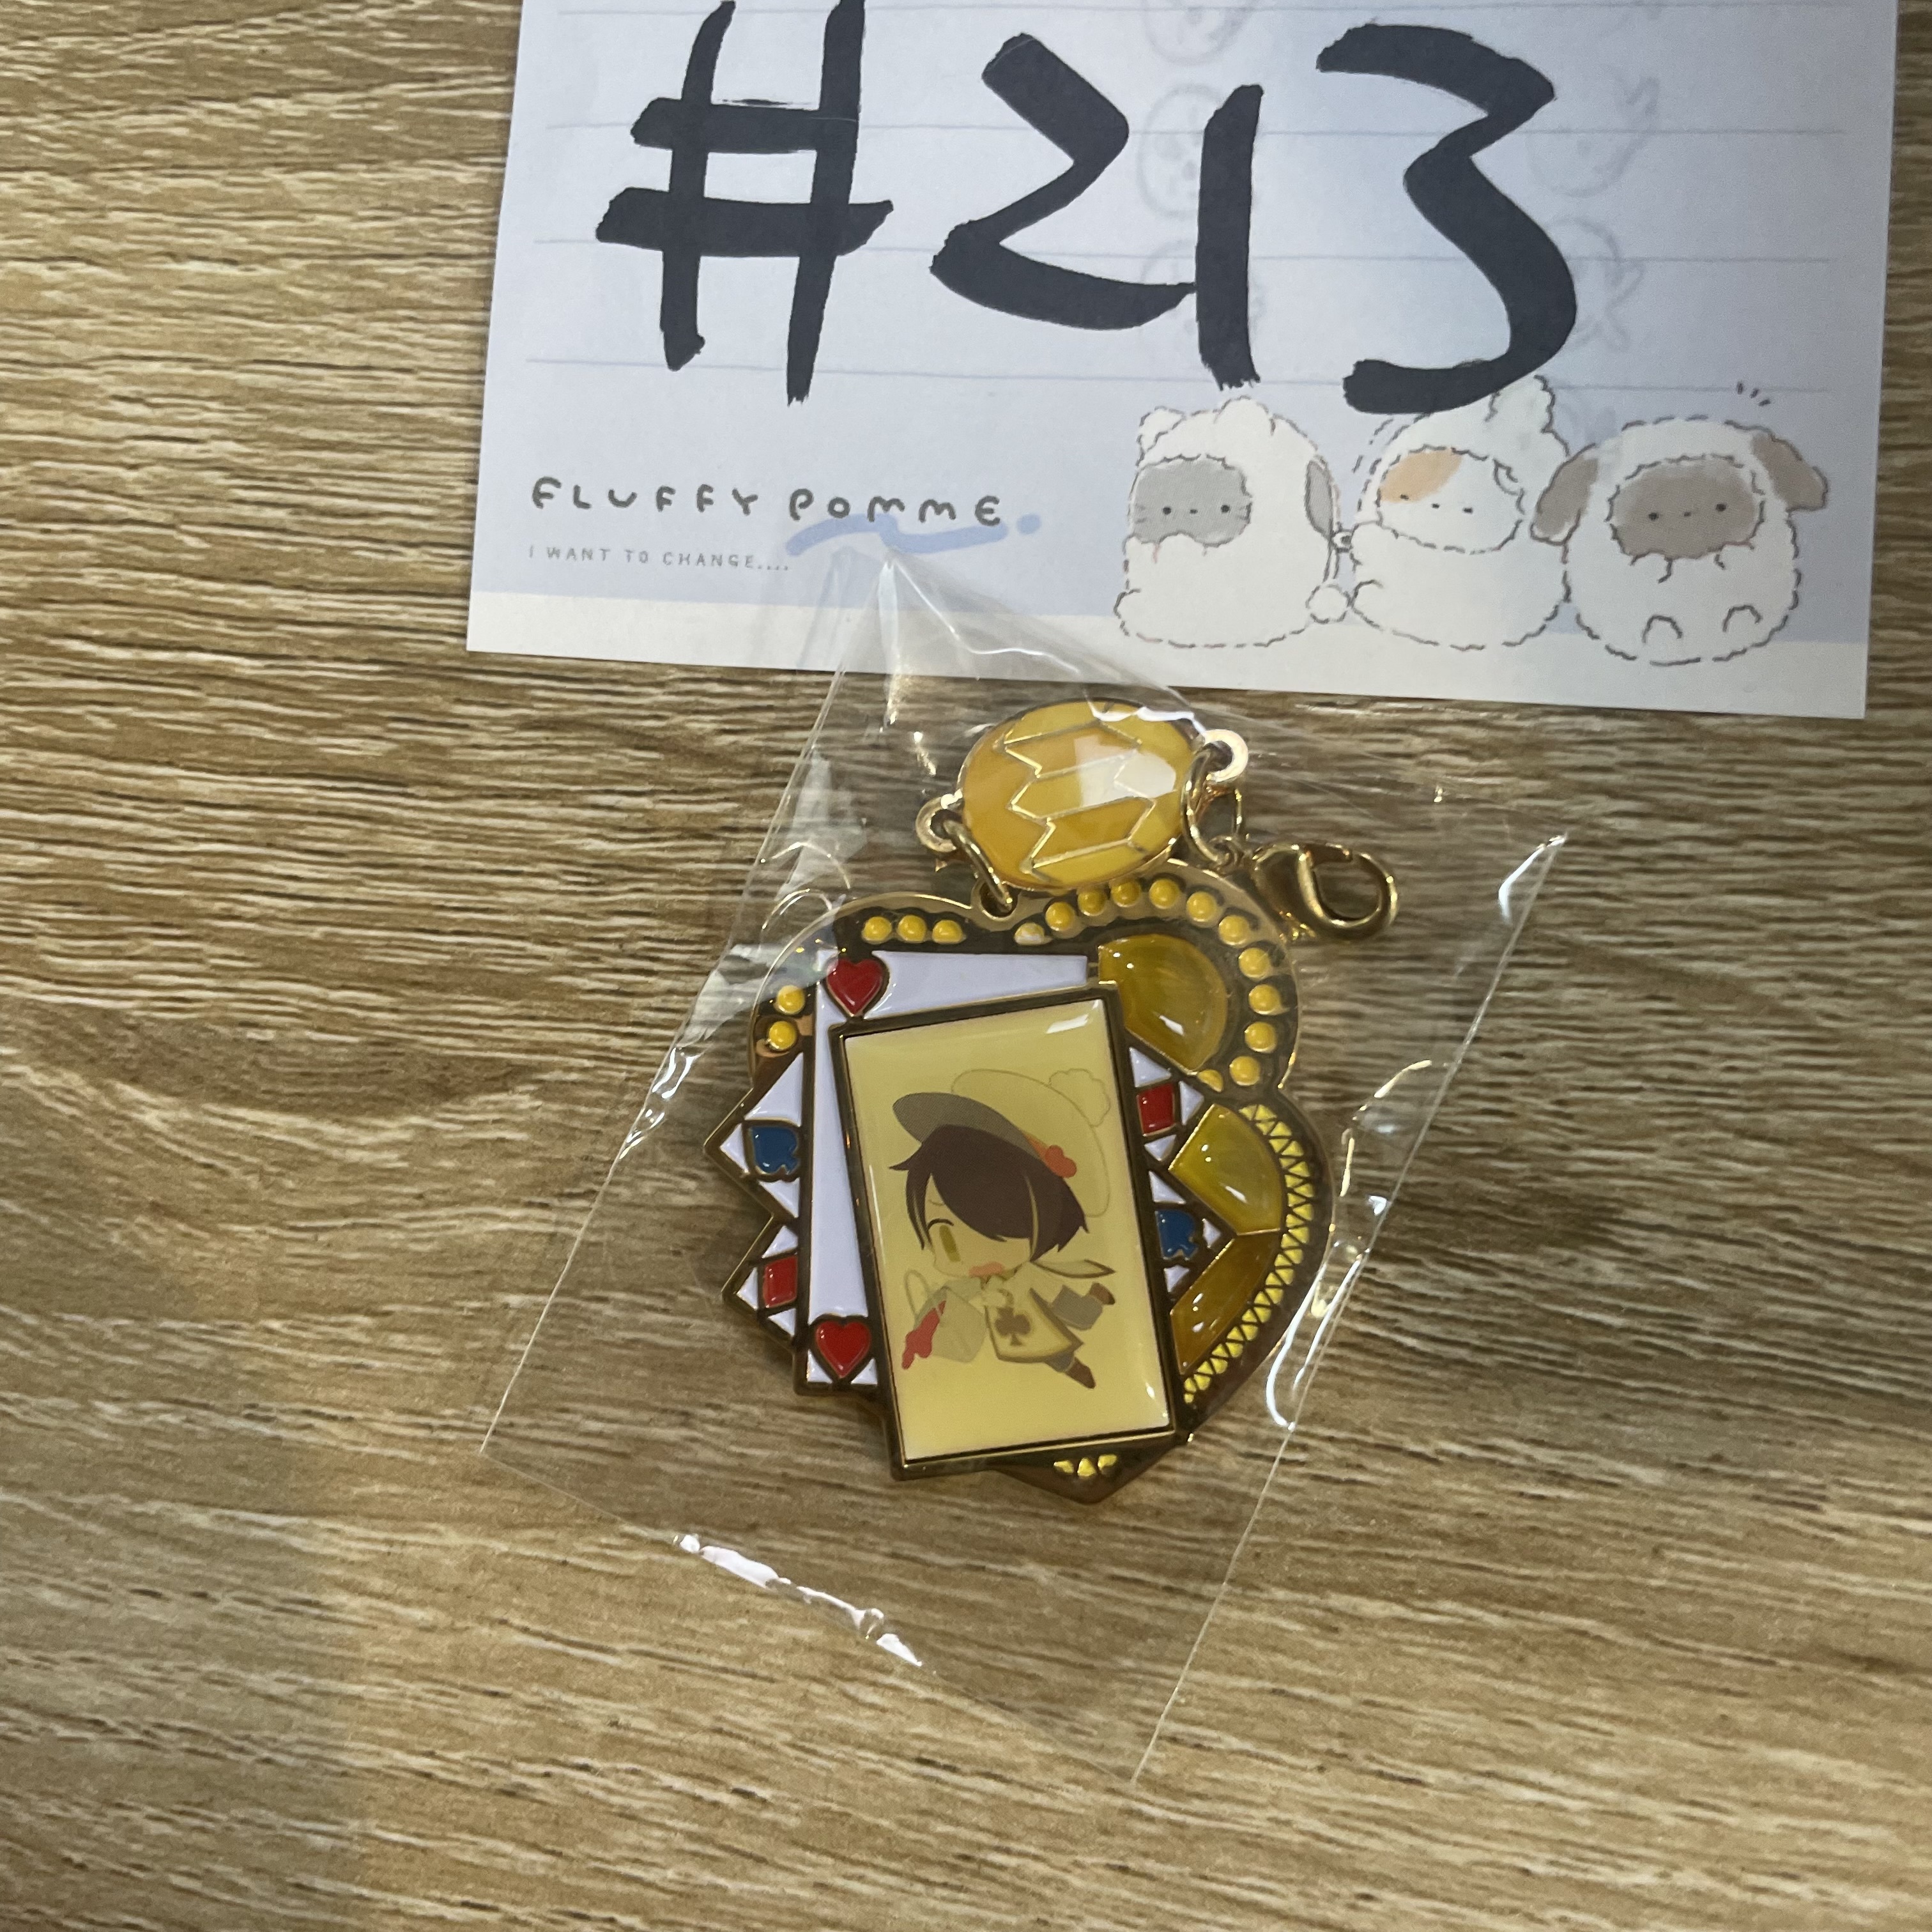 #213
FLUFFY POMME
I WANT TO CHANGE....